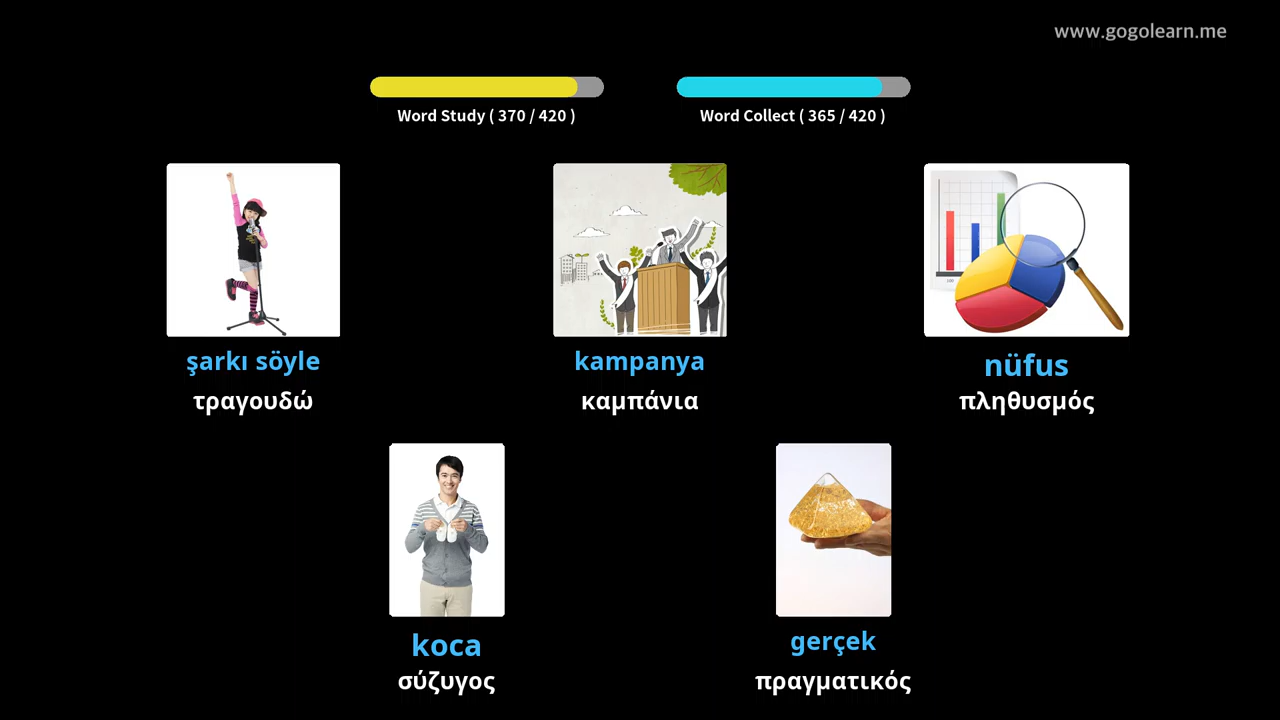 www.gogolearn.me
Word Study ( 370 / 420 )
Word Collect ( 365 / 420 )
şarkı söyle
τραγουδώ
kampanya
καμπάνια
nüfus
πληθυσμός
koca
σύζυγος
gerçek
πραγματικός